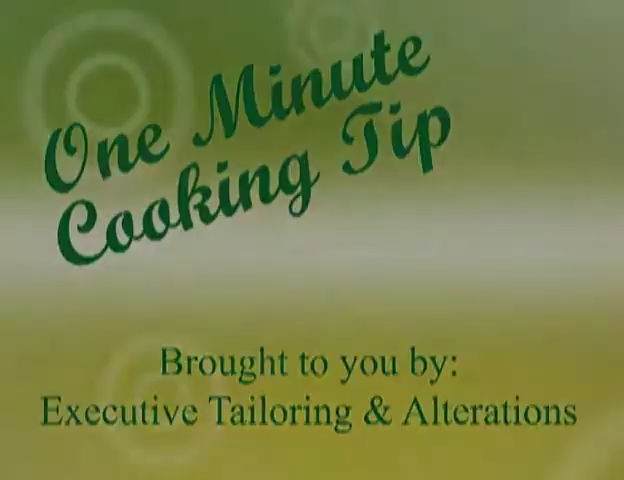 One Minute
Cooking Tip
Brought to you by:
Executive Tailoring & Alterations